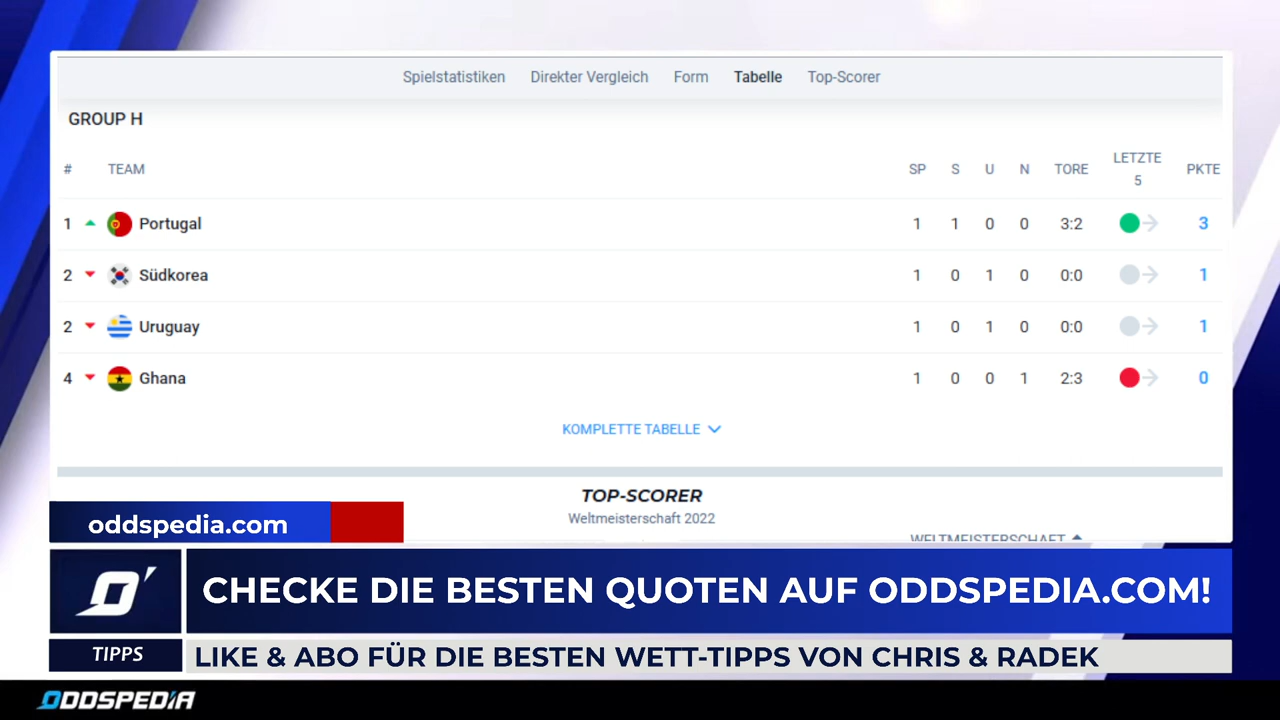 Spielstatistiken Direkter Vergleich Form Tabelle Top-Scorer
GROUP H
# TEAM SP S U N TORE LETZTE 5 PKTE
1 Portugal 1 1 0 0 3:2 3
2 Südkorea 1 0 1 0 0:0 1
2 Uruguay 1 0 1 0 0:0 1
4 Ghana 1 0 0 1 2:3 0
KOMPLETTE TABELLE
TOP-SCORER
Weltmeisterschaft 2022
WELTMEISTERSCHAFT
oddspedia.com
CHECKE DIE BESTEN QUOTEN AUF ODDSPEDIA.COM!
TIPPS
LIKE & ABO FÜR DIE BESTEN WETT-TIPPS VON CHRIS & RADEK
ODDSPEDIA